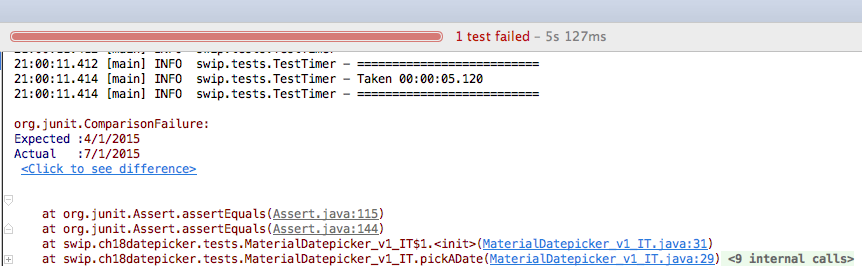 1 test failed – 5s 127ms
21:00:11.412 [main] INFO swip.tests.TestTimer - ==========================
21:00:11.414 [main] INFO swip.tests.TestTimer - Taken 00:00:05.120
21:00:11.414 [main] INFO swip.tests.TestTimer - ==========================
org.junit.ComparisonFailure:
Expected :4/1/2015
Actual :7/1/2015
<Click to see difference>
at org.junit.Assert.assertEquals(Assert.java:115)
at org.junit.Assert.assertEquals(Assert.java:144)
at swip.ch18datepicker.tests.MaterialDatepicker_v1_IT$1.<init>(MaterialDatepicker_v1_IT.java:31)
at swip.ch18datepicker.tests.MaterialDatepicker_v1_IT.pickADate(MaterialDatepicker_v1_IT.java:29) <9 internal calls>